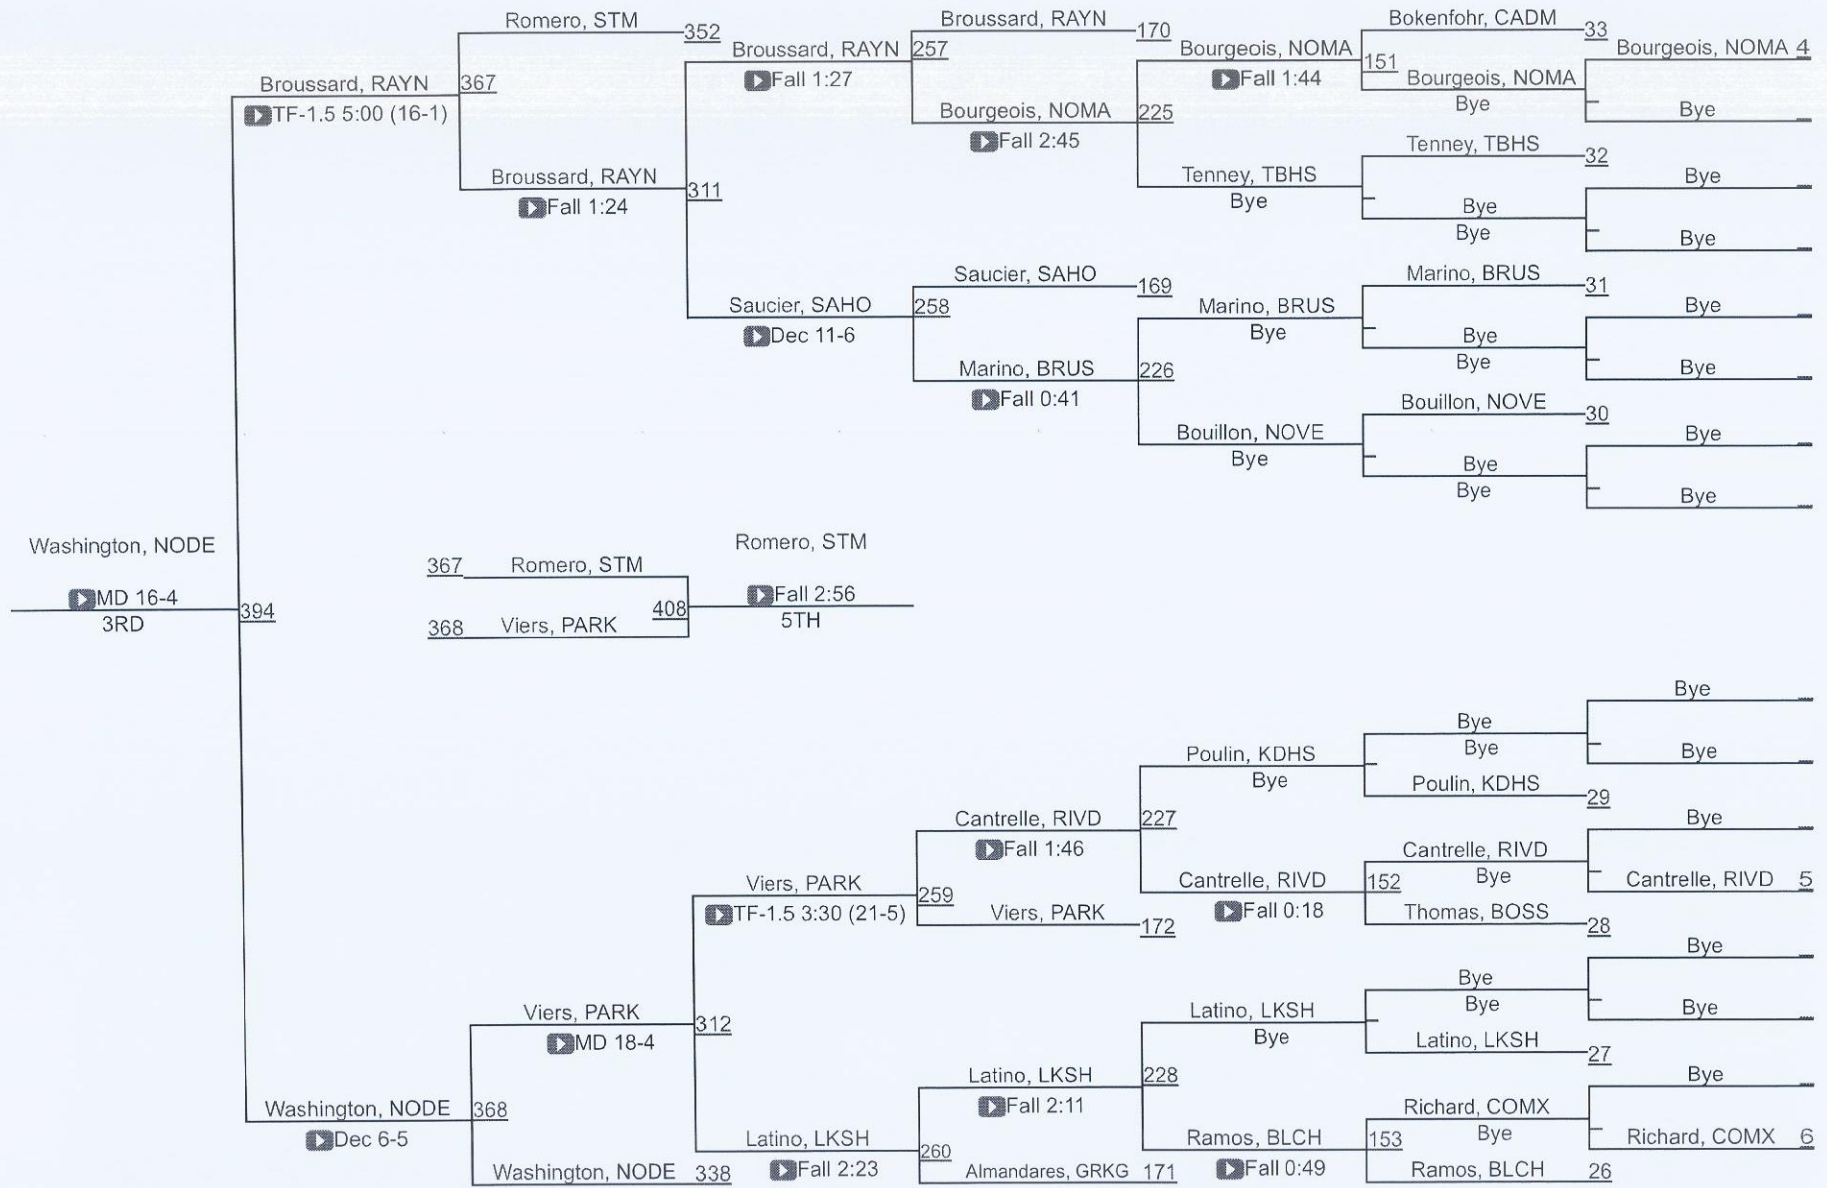 Romero, STM
352
Broussard, RAYN
367
TF-1.5 5:00 (16-1)
Broussard, RAYN
311
Fall 1:24
Broussard, RAYN
257
Fall 1:27
Saucier, SAHO
258
Dec 11-6
Broussard, RAYN
170
Bourgeois, NOMA
225
Fall 2:45
Saucier, SAHO
169
Marino, BRUS
226
Fall 0:41
Bourgeois, NOMA
151
Fall 1:44
Tenney, TBHS
Bye
Marino, BRUS
Bye
Bouillon, NOVE
Bye
Bokenfohr, CADM
33
Bourgeois, NOMA
Bye
Tenney, TBHS
32
Bye
Bye
Marino, BRUS
31
Bye
Bye
Bouillon, NOVE
30
Bye
Bye
Bourgeois, NOMA 4
Bye
Bye
Bye
Bye
Bye
Bye
Bye
Washington, NODE
MD 16-4
394
3RD
367
Romero, STM
408
368
Viers, PARK
Romero, STM
Fall 2:56
5TH
Washington, NODE
368
Dec 6-5
Viers, PARK
312
MD 18-4
Washington, NODE 338
Viers, PARK
259
TF-1.5 3:30 (21-5)
Latino, LKSH
260
Fall 2:23
Cantrelle, RIVD
227
Fall 1:46
Viers, PARK
172
Latino, LKSH
228
Fall 2:11
Almandares, GRKG 171
Poulin, KDHS
Bye
Cantrelle, RIVD
152
Fall 0:18
Latino, LKSH
Bye
Ramos, BLCH
153
Fall 0:49
Bye
Bye
Poulin, KDHS
29
Cantrelle, RIVD
Bye
Thomas, BOSS
28
Bye
Bye
Latino, LKSH
27
Richard, COMX
Bye
Ramos, BLCH 26
Bye
Bye
Bye
Cantrelle, RIVD 5
Bye
Bye
Bye
Richard, COMX 6